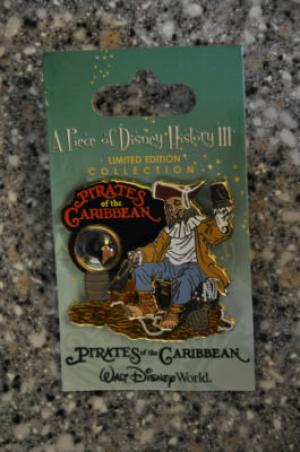 A Piece of Disney History III
LIMITED EDITION
COLLECTION
PIRATES
of the
CARIBBEAN
PIRATES of the CARIBBEAN
WALT DISNEY World.